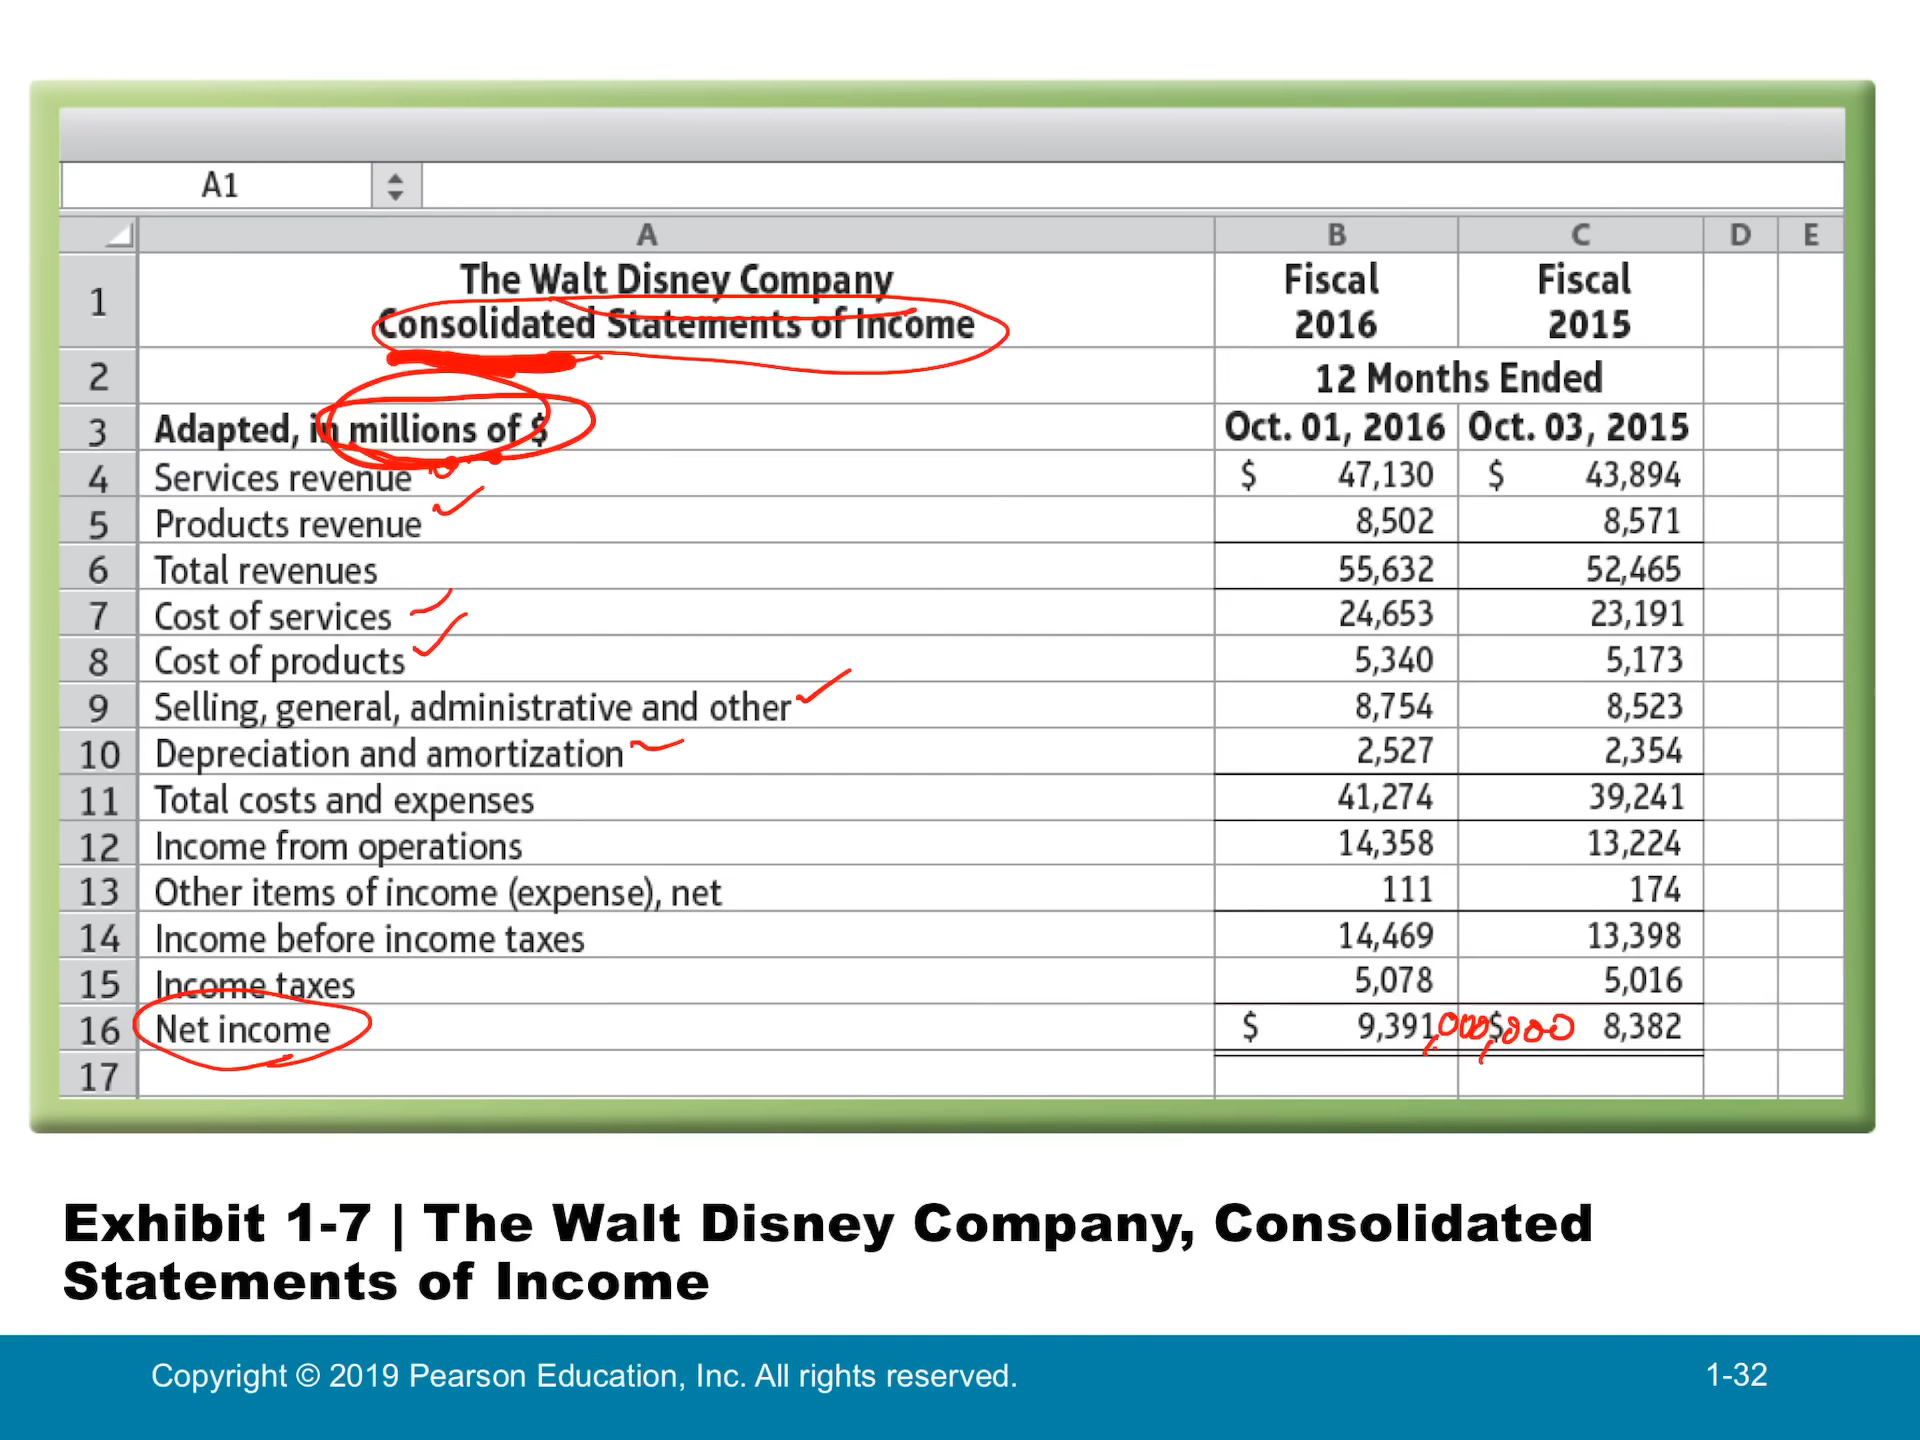 A1
A B C D E
1 The Walt Disney Company Fiscal Fiscal
Consolidated Statements of Income 2016 2015
2 12 Months Ended
3 Adapted, in millions of $ Oct. 01, 2016 Oct. 03, 2015
4 Services revenue $ 47,130 $ 43,894
5 Products revenue 8,502 8,571
6 Total revenues 55,632 52,465
7 Cost of services 24,653 23,191
8 Cost of products 5,340 5,173
9 Selling, general, administrative and other 8,754 8,523
10 Depreciation and amortization 2,527 2,354
11 Total costs and expenses 41,274 39,241
12 Income from operations 14,358 13,224
13 Other items of income (expense), net 111 174
14 Income before income taxes 14,469 13,398
15 Income taxes 5,078 5,016
16 Net income $ 9,391,000,000 $ 8,382
17
Exhibit 1-7 | The Walt Disney Company, Consolidated
Statements of Income
Copyright © 2019 Pearson Education, Inc. All rights reserved. 1-32